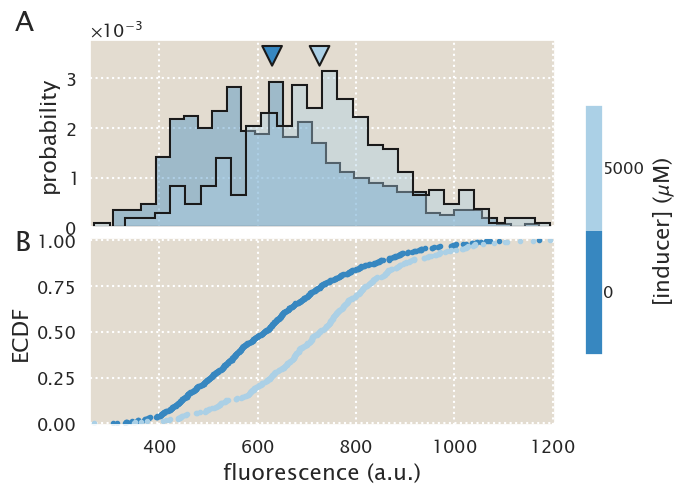 A
×10⁻³
3
2
1
0
probability
B
1.00
0.75
0.50
0.25
0.00
ECDF
400 600 800 1000 1200
fluorescence (a.u.)
5000
0
[inducer] (μM)